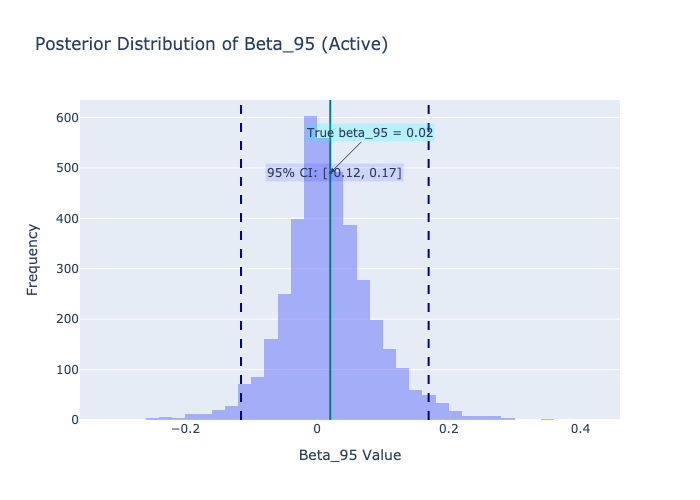 Posterior Distribution of Beta_95 (Active)
600
True beta_95 = 0.02
500
95% CI: [-0.12, 0.17]
400
300
200
100
0
Frequency
−0.2
0
0.2
0.4
Beta_95 Value